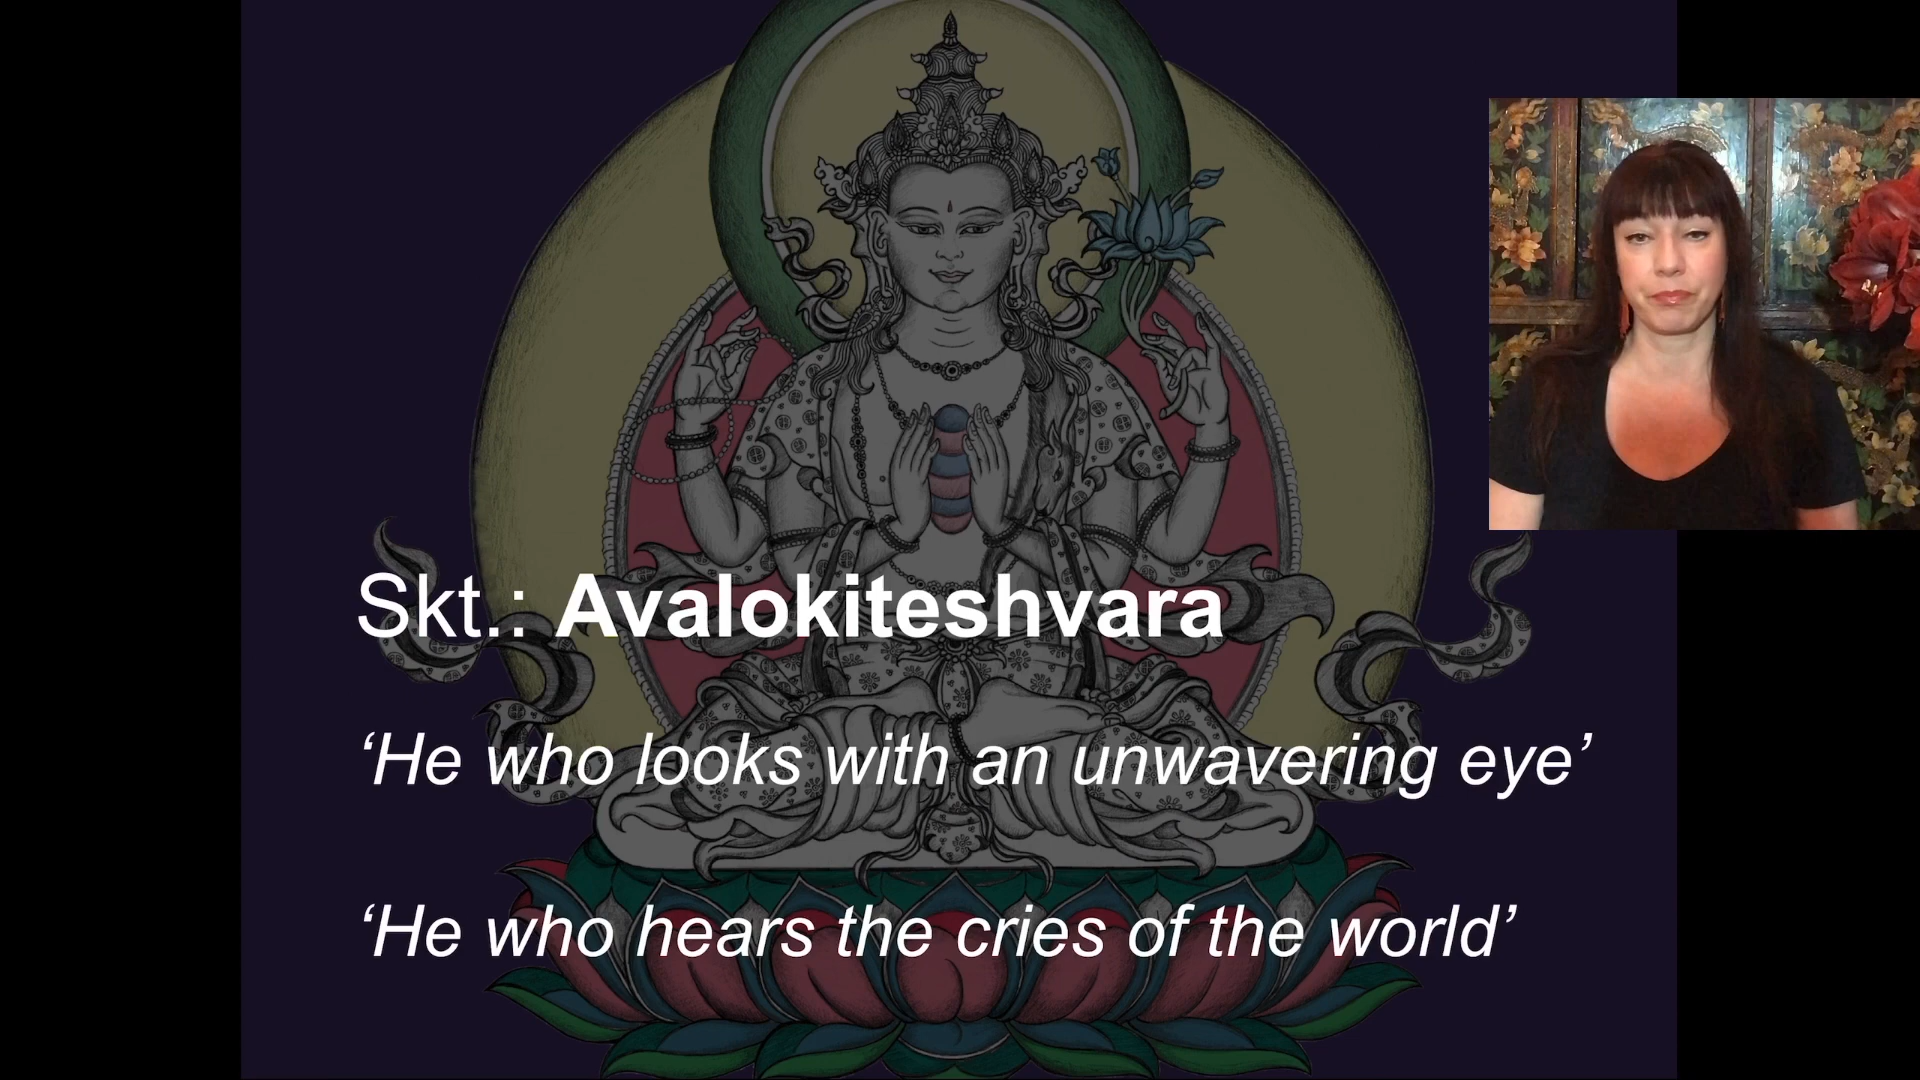 Skt.: Avalokiteshvara
‘He who looks with an unwavering eye’
‘He who hears the cries of the world’